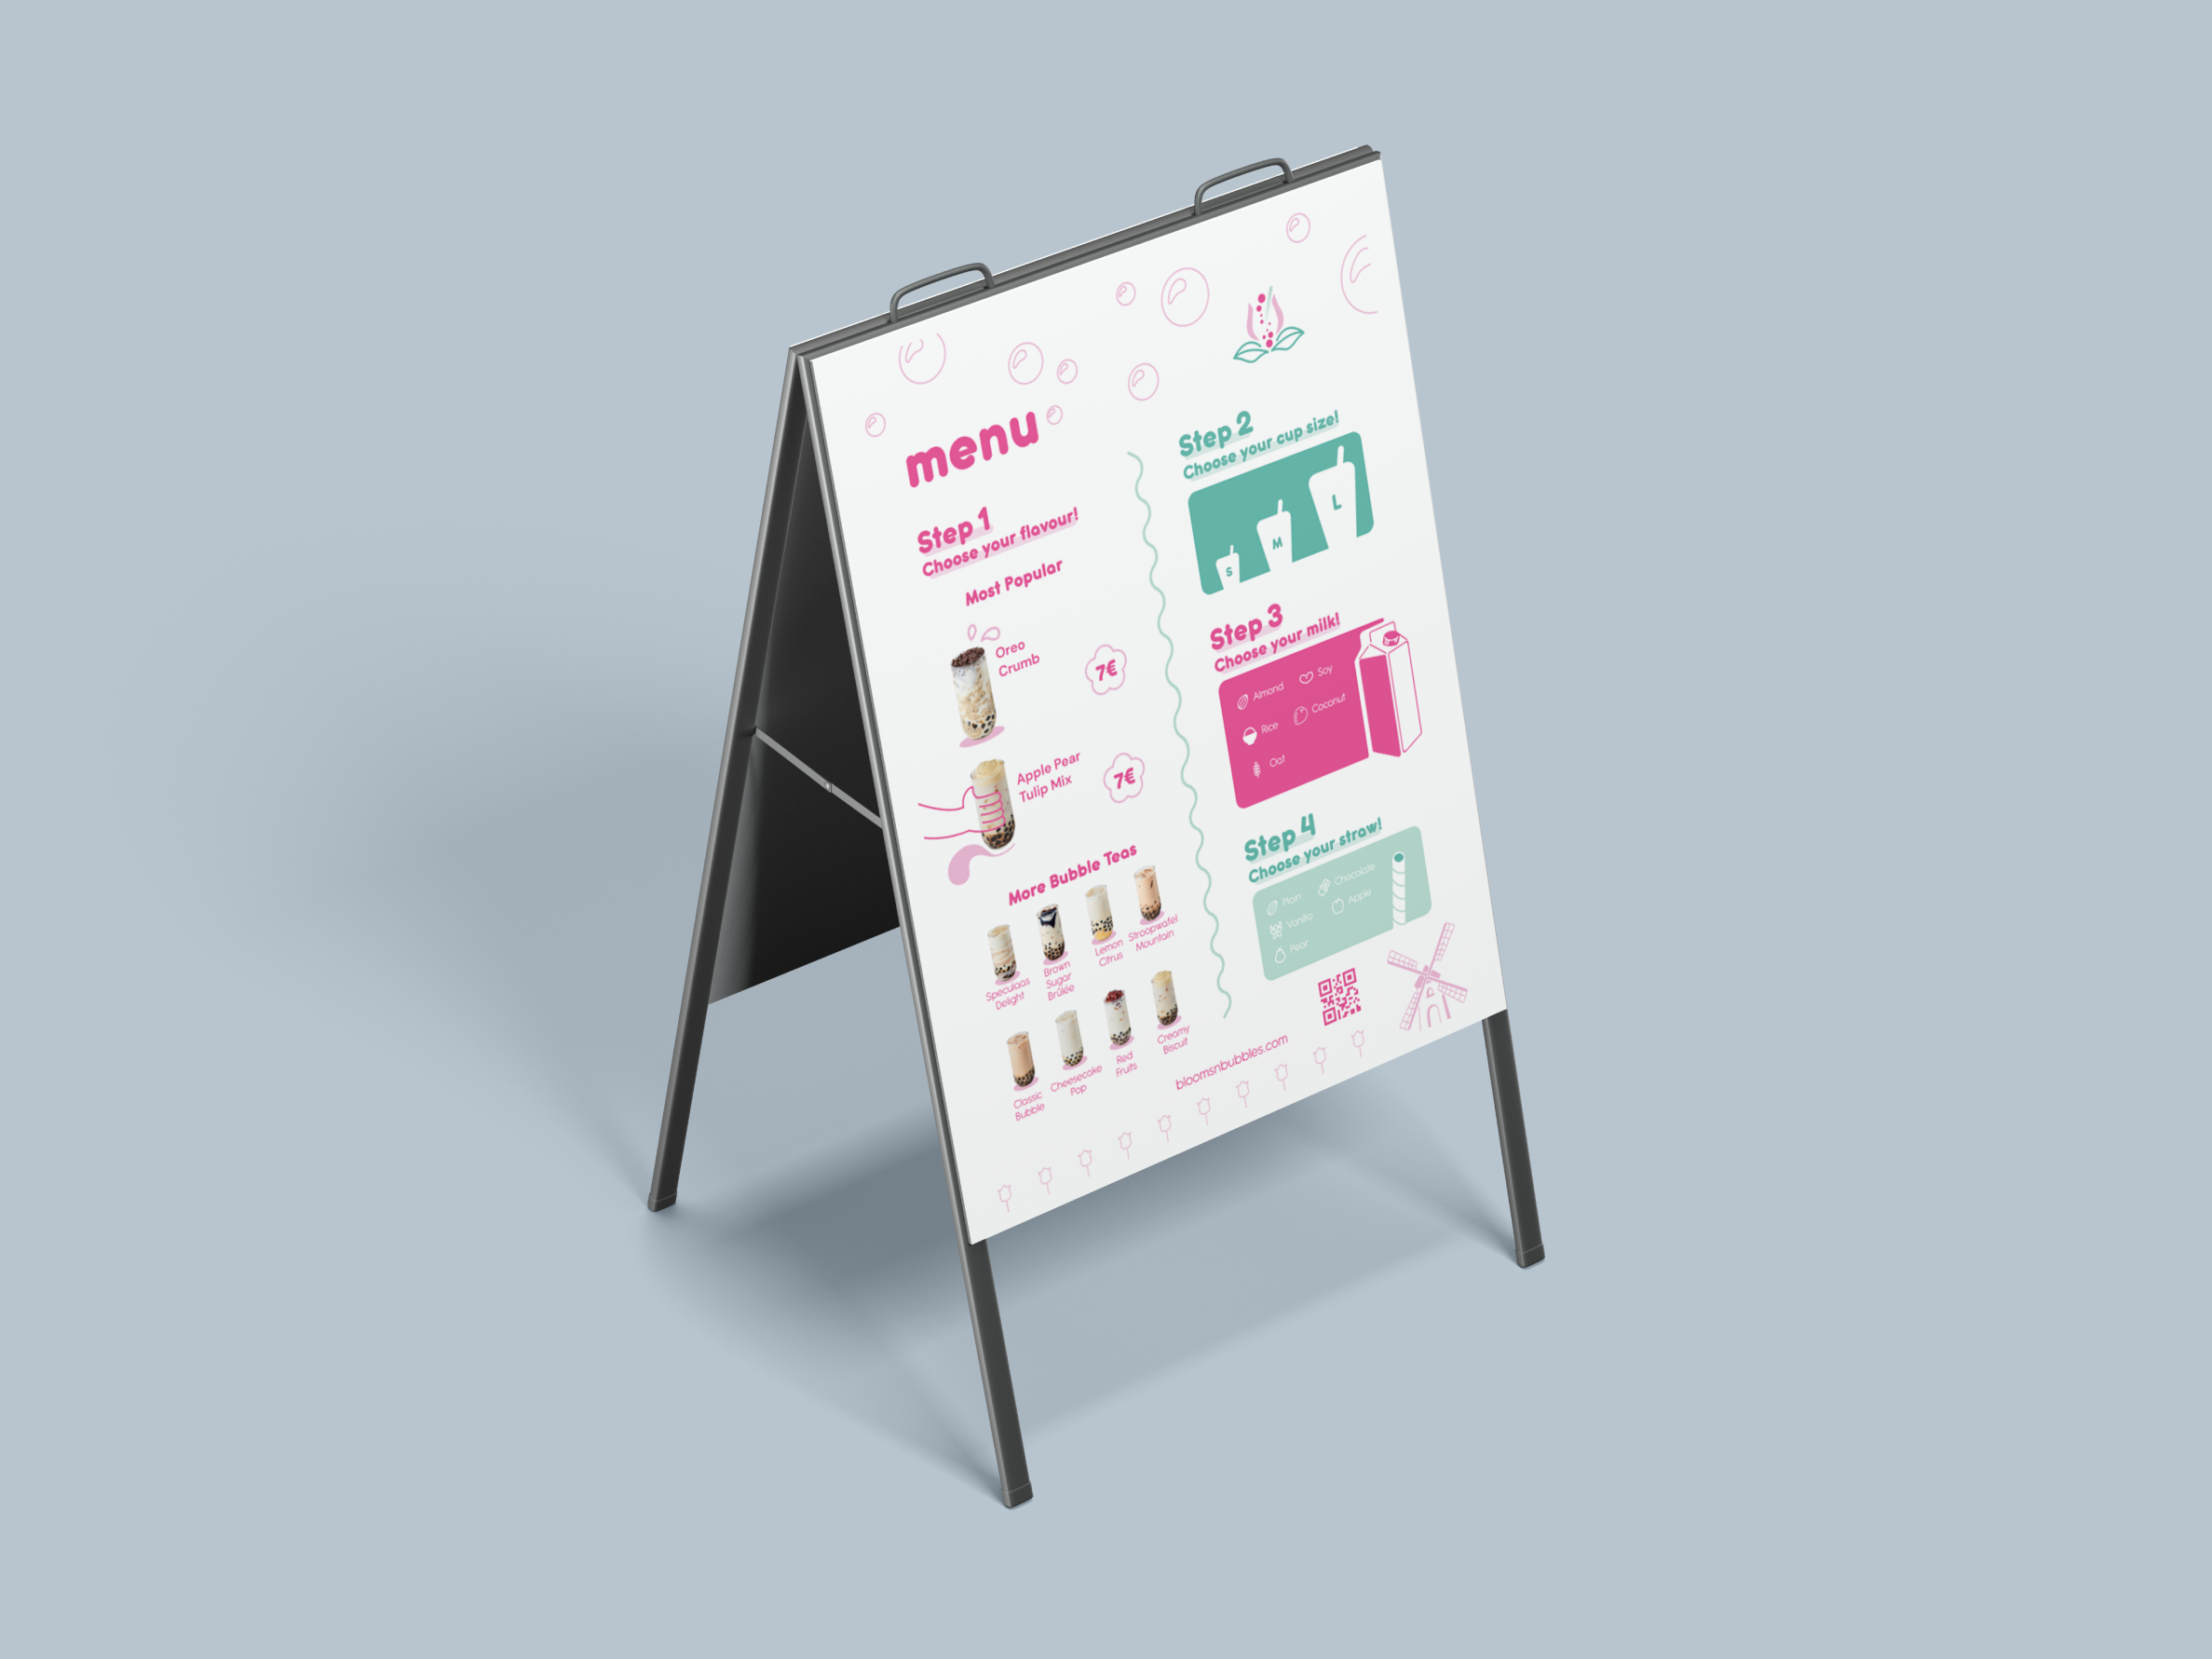 menu
Step 1
Choose your flavour!
Most Popular
Oreo
Crumb
7€
Apple Pear
Tulip Mix
7€
More Bubble Teas
Speculaas
Delight
Brown
Sugar
Brûlée
Lemon
Citrus
Stroopwafel
Mountain
Classic
Bubble
Cheesecake
Pop
Red
Fruits
Creamy
Biscuit
Step 2
Choose your cup size!
S
M
L
Step 3
Choose your milk!
Almond
Soy
Rice
Coconut
Oat
Step 4
Choose your straw!
Plain
Chocolate
Vanilla
Apple
Pear
bloomsnbubbles.com